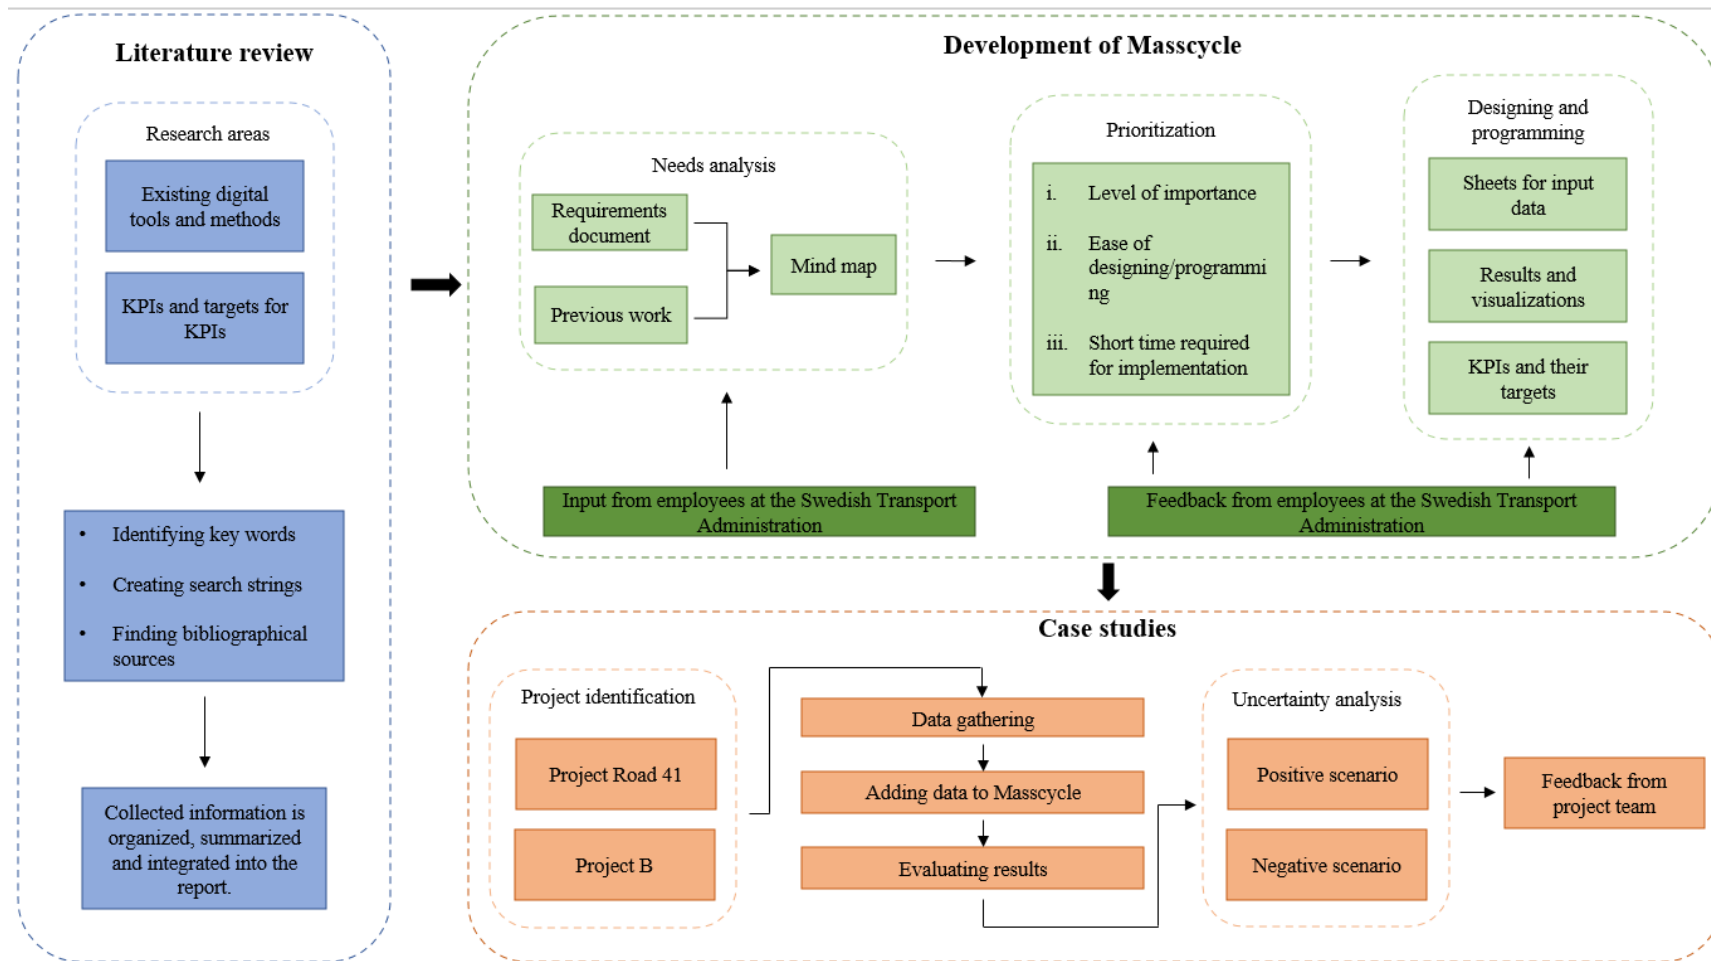 Literature review
Research areas
Existing digital
tools and methods
KPIs and targets for
KPIs
• Identifying key words
• Creating search strings
• Finding bibliographical
sources
Collected information is
organized, summarized
and integrated into the
report.
Development of Masscycle
Needs analysis
Requirements
document
Previous work
Mind map
Prioritization
i. Level of importance
ii. Ease of
designing/programmi
ng
iii. Short time required
for implementation
Designing and
programming
Sheets for input
data
Results and
visualizations
KPIs and their
targets
Input from employees at the Swedish Transport
Administration
Feedback from employees at the Swedish Transport
Administration
Case studies
Project identification
Project Road 41
Project B
Data gathering
Adding data to Masscycle
Evaluating results
Uncertainty analysis
Positive scenario
Negative scenario
Feedback from
project team